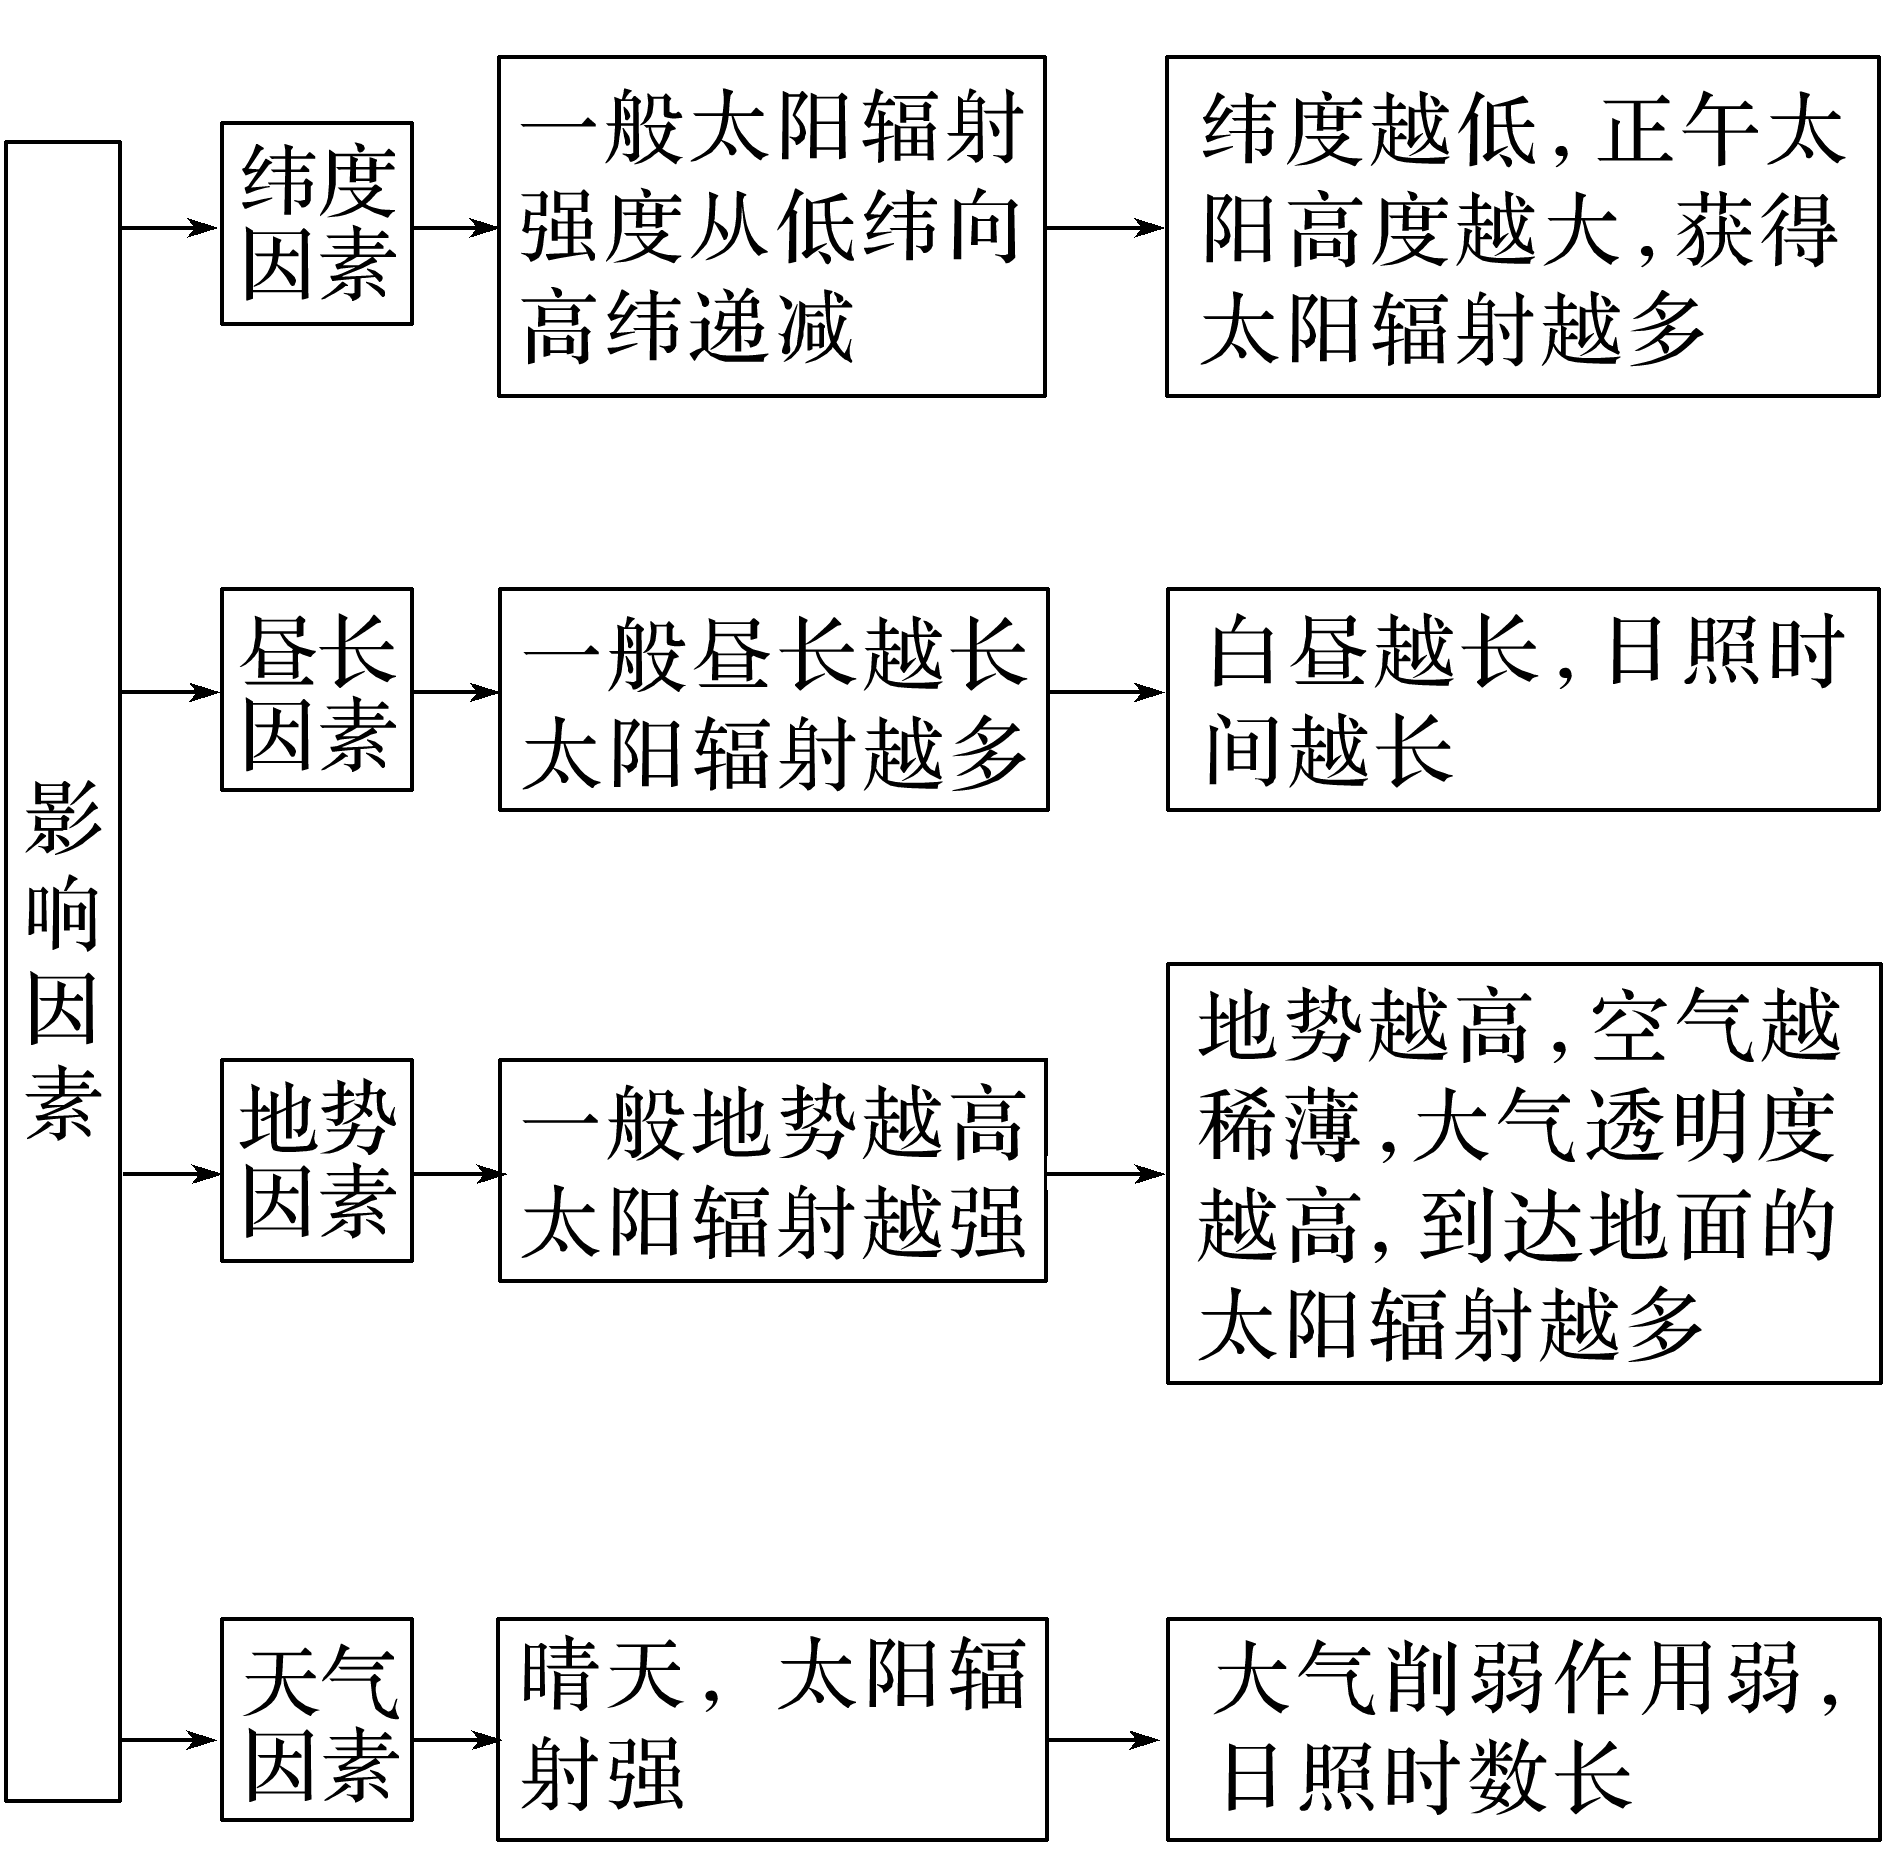 影响因素
纬度
因素
一般太阳辐射
强度从低纬向
高纬递减
纬度越低，正午太
阳高度越大，获得
太阳辐射越多
昼长
因素
一般昼长越长
太阳辐射越多
白昼越长，日照时
间越长
地势
因素
一般地势越高
太阳辐射越强
地势越高，空气越
稀薄，大气透明度
越高，到达地面的
太阳辐射越多
天气
因素
晴天，太阳辐
射强
大气削弱作用弱，
日照时数长